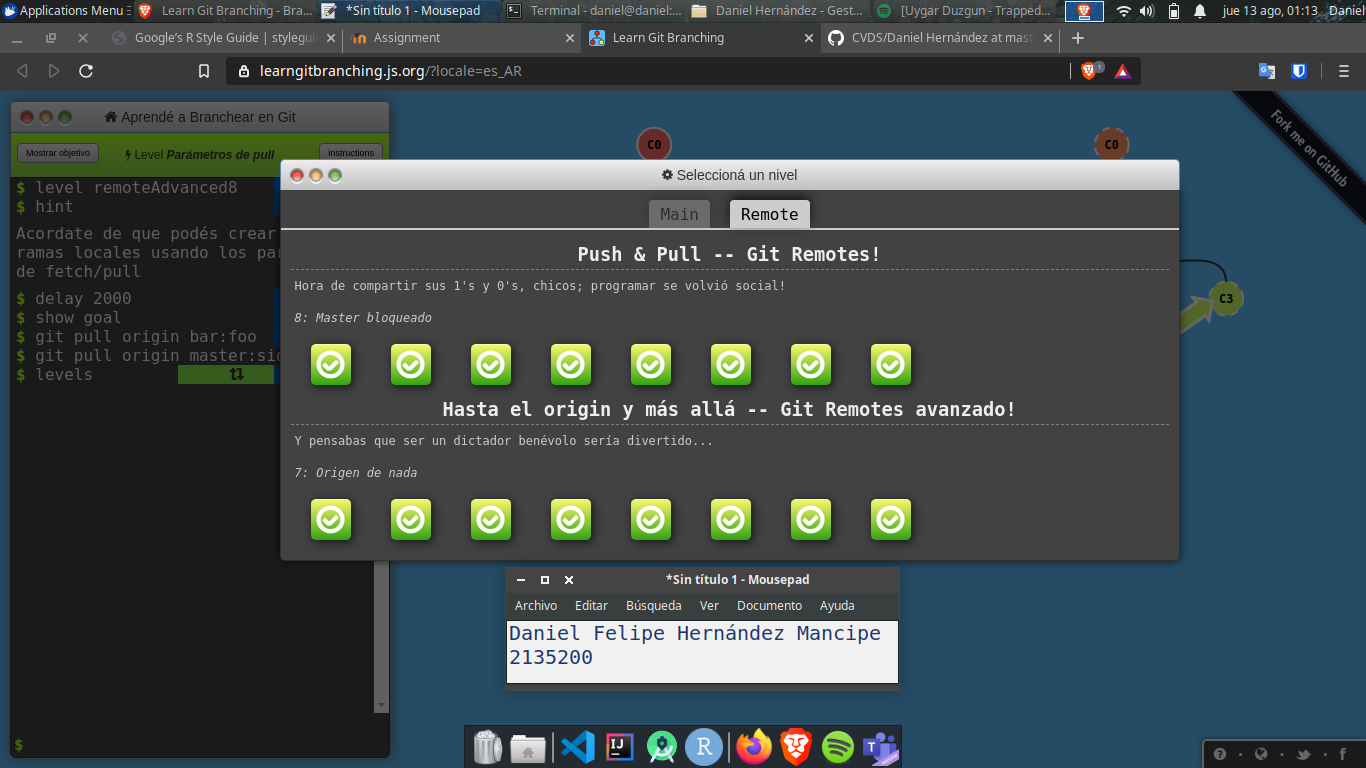 Applications Menu
Learn Git Branching - Bra...
*Sin título 1 - Mousepad
Terminal - daniel@daniel:...
Daniel Hernández - Gest...
[Uygar Duzgun - Trapped...
jue 13 ago, 01:13
Daniel
Google's R Style Guide | stylegui
Assignment
Learn Git Branching
CVDS/Daniel Hernández at mast
learngitbranching.js.org/?locale=es_AR
1
Aprendé a Branchear en Git
Mostrar objetivo
Level Parámetros de pull
Instructions
$ level remoteAdvanced8
$ hint
Acordate de que podés crear
ramas locales usando los par
de fetch/pull
$ delay 2000
$ show goal
$ git pull origin bar:foo
$ git pull origin master:sid
$ levels
$
C0
C0
C3
Fork me on GitHub
Seleccioná un nivel
Main
Remote
Push & Pull -- Git Remotes!
Hora de compartir sus 1's y 0's, chicos; programar se volvió social!
8: Master bloqueado
Hasta el origin y más allá -- Git Remotes avanzado!
Y pensabas que ser un dictador benévolo sería divertido...
7: Origen de nada
*Sin título 1 - Mousepad
Archivo Editar Búsqueda Ver Documento Ayuda
Daniel Felipe Hernández Mancipe
2135200
IJ
R